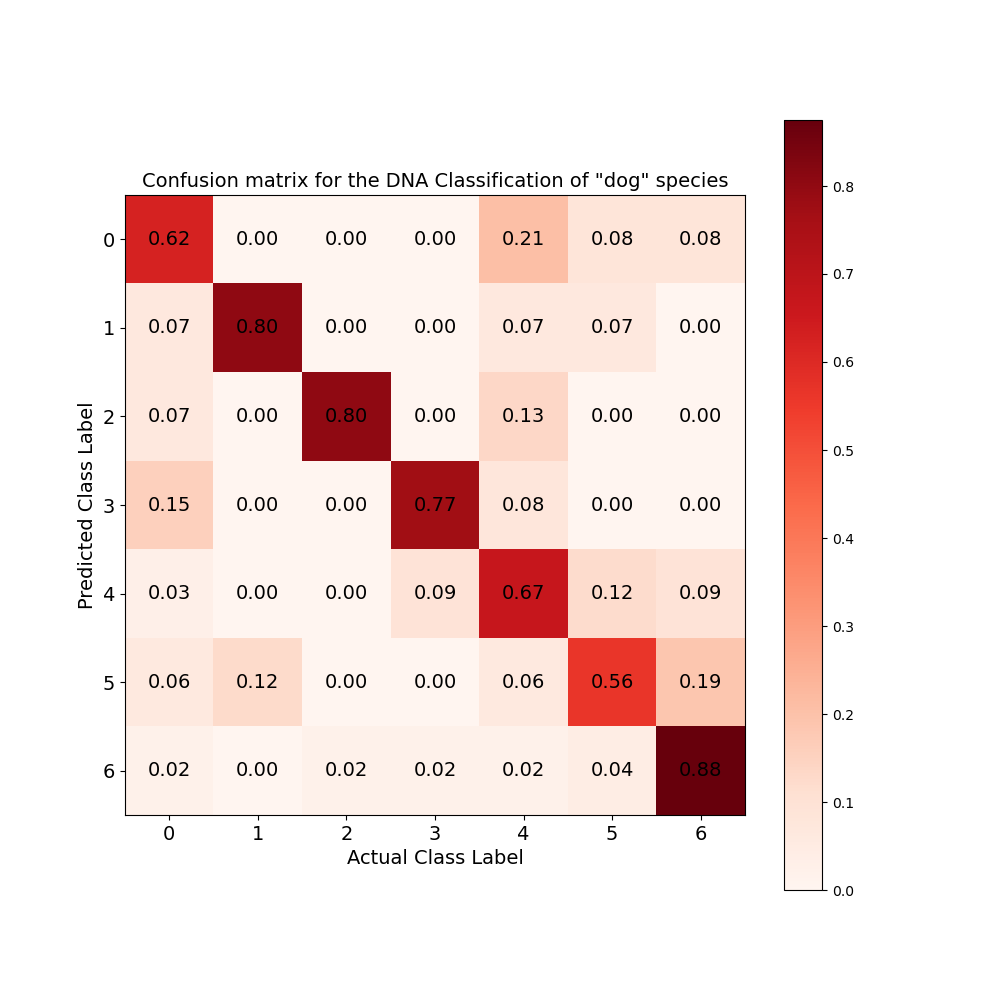 Confusion matrix for the DNA Classification of "dog" species
Predicted Class Label
0 0.62 0.00 0.00 0.00 0.21 0.08 0.08
1 0.07 0.80 0.00 0.00 0.07 0.07 0.00
2 0.07 0.00 0.80 0.00 0.13 0.00 0.00
3 0.15 0.00 0.00 0.77 0.08 0.00 0.00
4 0.03 0.00 0.00 0.09 0.67 0.12 0.09
5 0.06 0.12 0.00 0.00 0.06 0.56 0.19
6 0.02 0.00 0.02 0.02 0.02 0.04 0.88
0 1 2 3 4 5 6
Actual Class Label
0.8
0.7
0.6
0.5
0.4
0.3
0.2
0.1
0.0